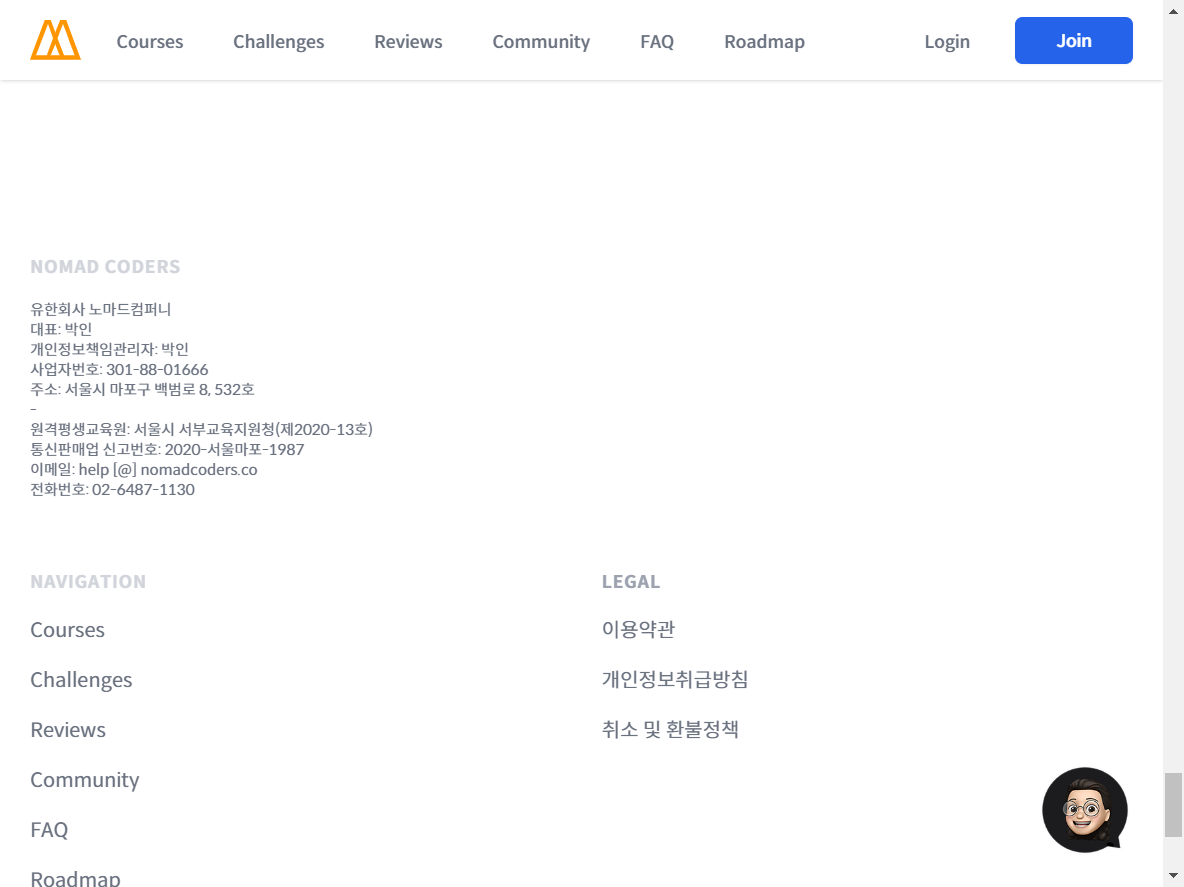 Courses
Challenges
Reviews
Community
FAQ
Roadmap
Login
Join
NOMAD CODERS
유한회사 노마드컴퍼니
대표: 박인
개인정보책임관리자: 박인
사업자번호: 301-88-01666
주소: 서울시 마포구 백범로 8, 532호
-
원격평생교육원: 서울시 서부교육지원청(제2020-13호)
통신판매업 신고번호: 2020-서울마포-1987
이메일: help [@] nomadcoders.co
전화번호: 02-6487-1130
NAVIGATION
Courses
Challenges
Reviews
Community
FAQ
Roadmap
LEGAL
이용약관
개인정보취급방침
취소 및 환불정책